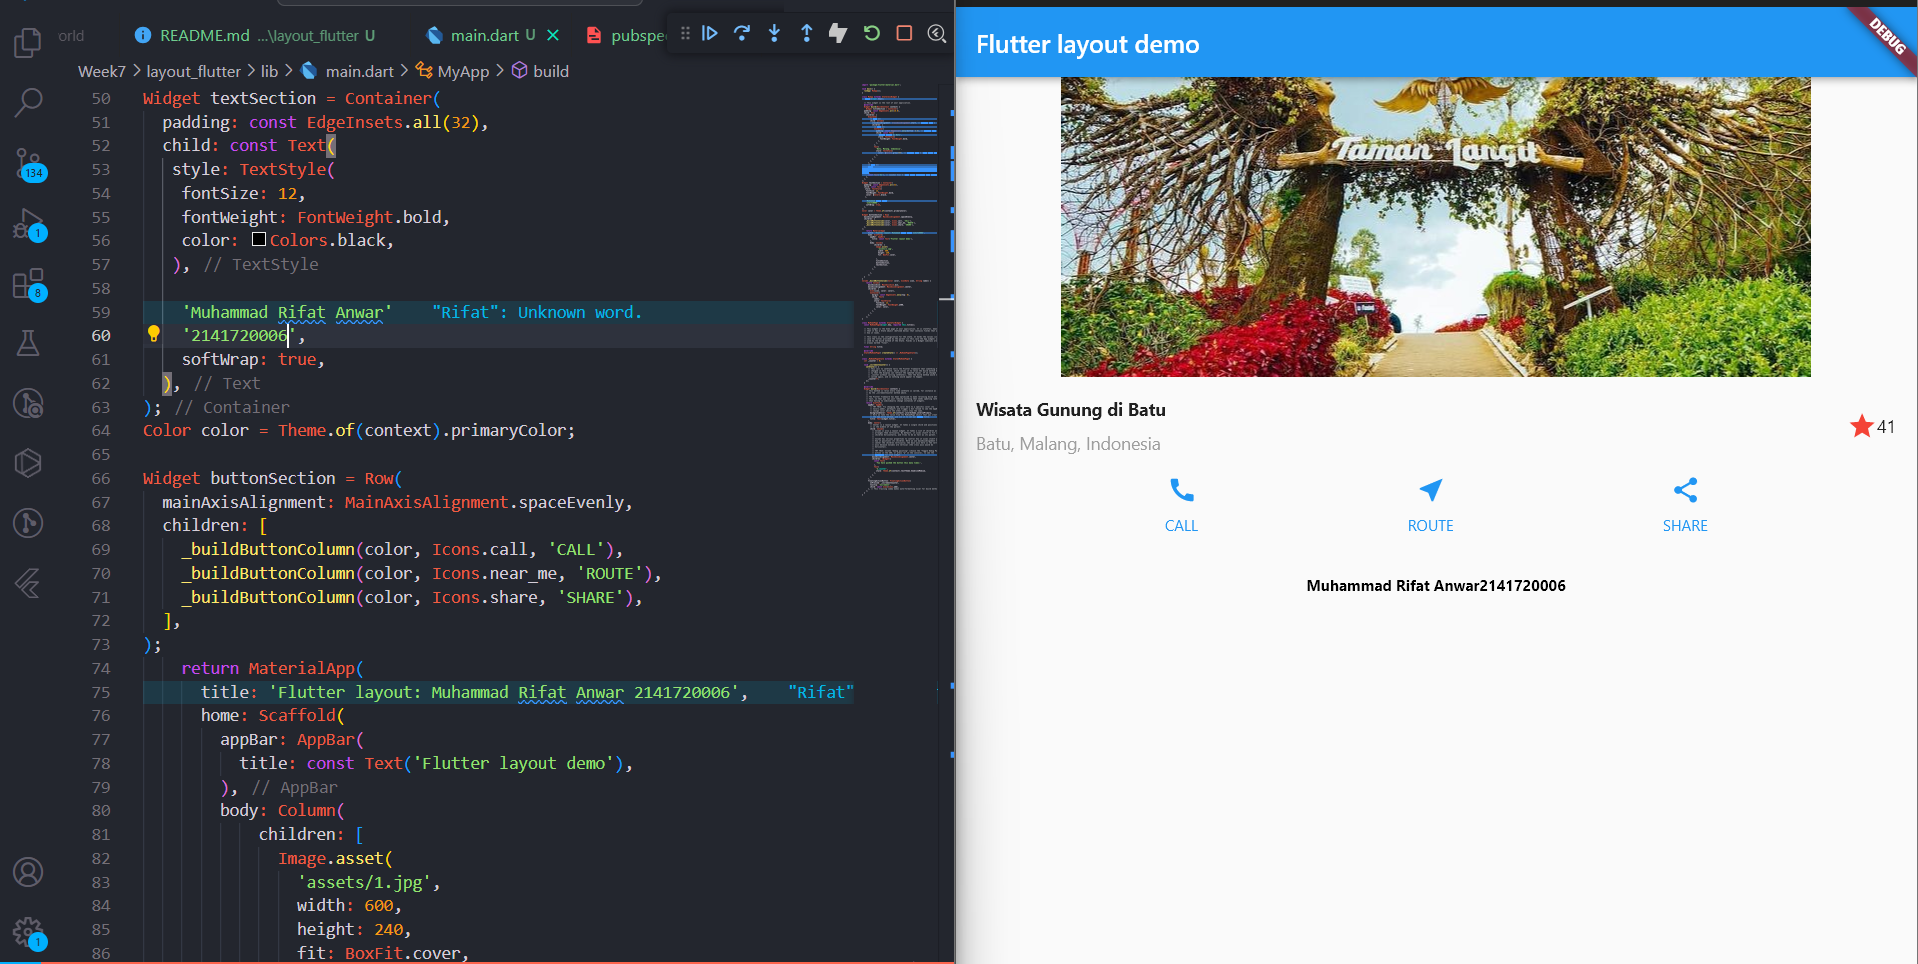 orld
README.md ...\layout_flutter U
main.dart U
pubspe
Week7 > layout_flutter > lib > main.dart > MyApp > build
50 Widget textSection = Container(
51 padding: const EdgeInsets.all(32),
52 child: const Text(
53 style: TextStyle(
54 fontSize: 12,
55 fontWeight: FontWeight.bold,
56 color: Colors.black,
57 ), // TextStyle
58
59 'Muhammad Rifat Anwar' "Rifat": Unknown word.
60 '2141720006',
61 softWrap: true,
62 ), // Text
63 ); // Container
64 Color color = Theme.of(context).primaryColor;
65
66 Widget buttonSection = Row(
67 mainAxisAlignment: MainAxisAlignment.spaceEvenly,
68 children: [
69 _buildButtonColumn(color, Icons.call, 'CALL'),
70 _buildButtonColumn(color, Icons.near_me, 'ROUTE'),
71 _buildButtonColumn(color, Icons.share, 'SHARE'),
72 ],
73 );
74 return MaterialApp(
75 title: 'Flutter layout: Muhammad Rifat Anwar 2141720006', "Rifat"
76 home: Scaffold(
77 appBar: AppBar(
78 title: const Text('Flutter layout demo'),
79 ), // AppBar
80 body: Column(
81 children: [
82 Image.asset(
83 'assets/1.jpg',
84 width: 600,
85 height: 240,
86 fit: BoxFit.cover,
134
1
8
1
Flutter layout demo
DEBUG
Taman Langit
Wisata Gunung di Batu
Batu, Malang, Indonesia
41
CALL
ROUTE
SHARE
Muhammad Rifat Anwar2141720006